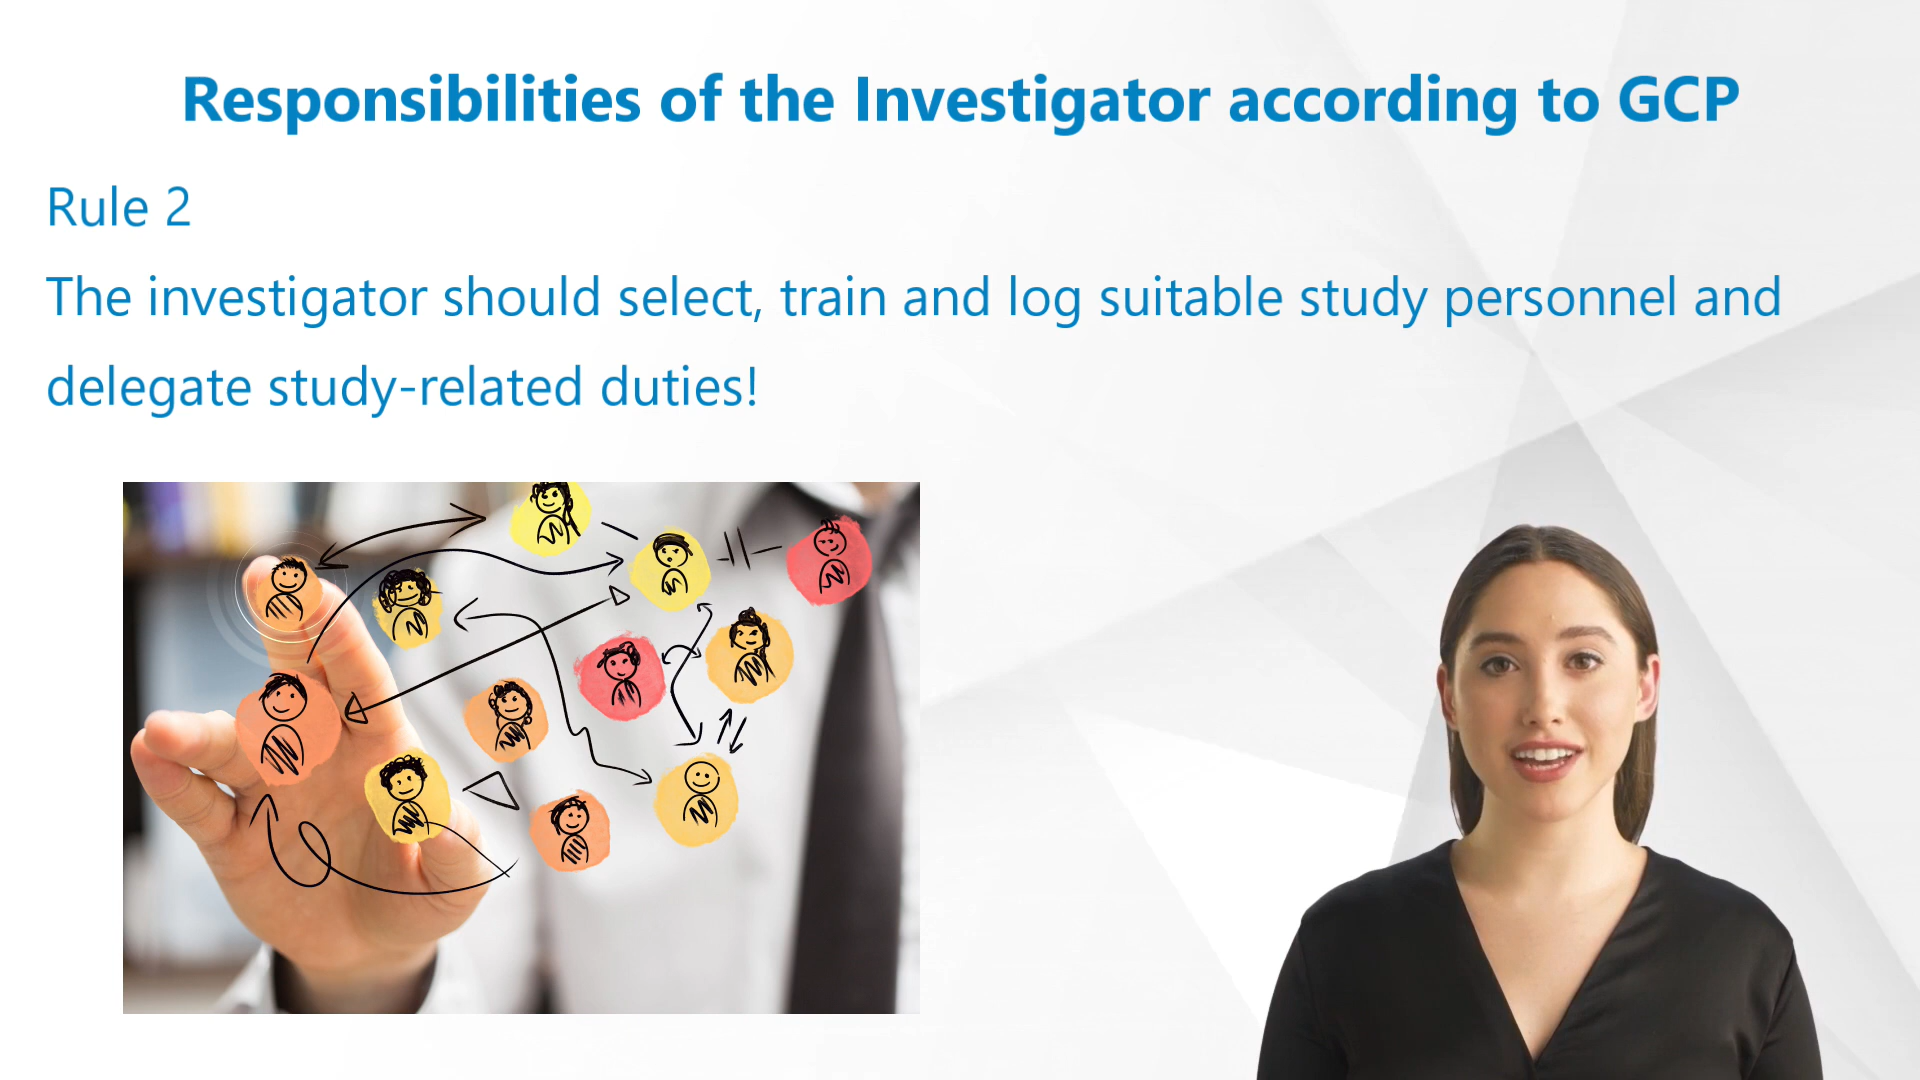 Responsibilities of the Investigator according to GCP
Rule 2
The investigator should select, train and log suitable study personnel and
delegate study-related duties!